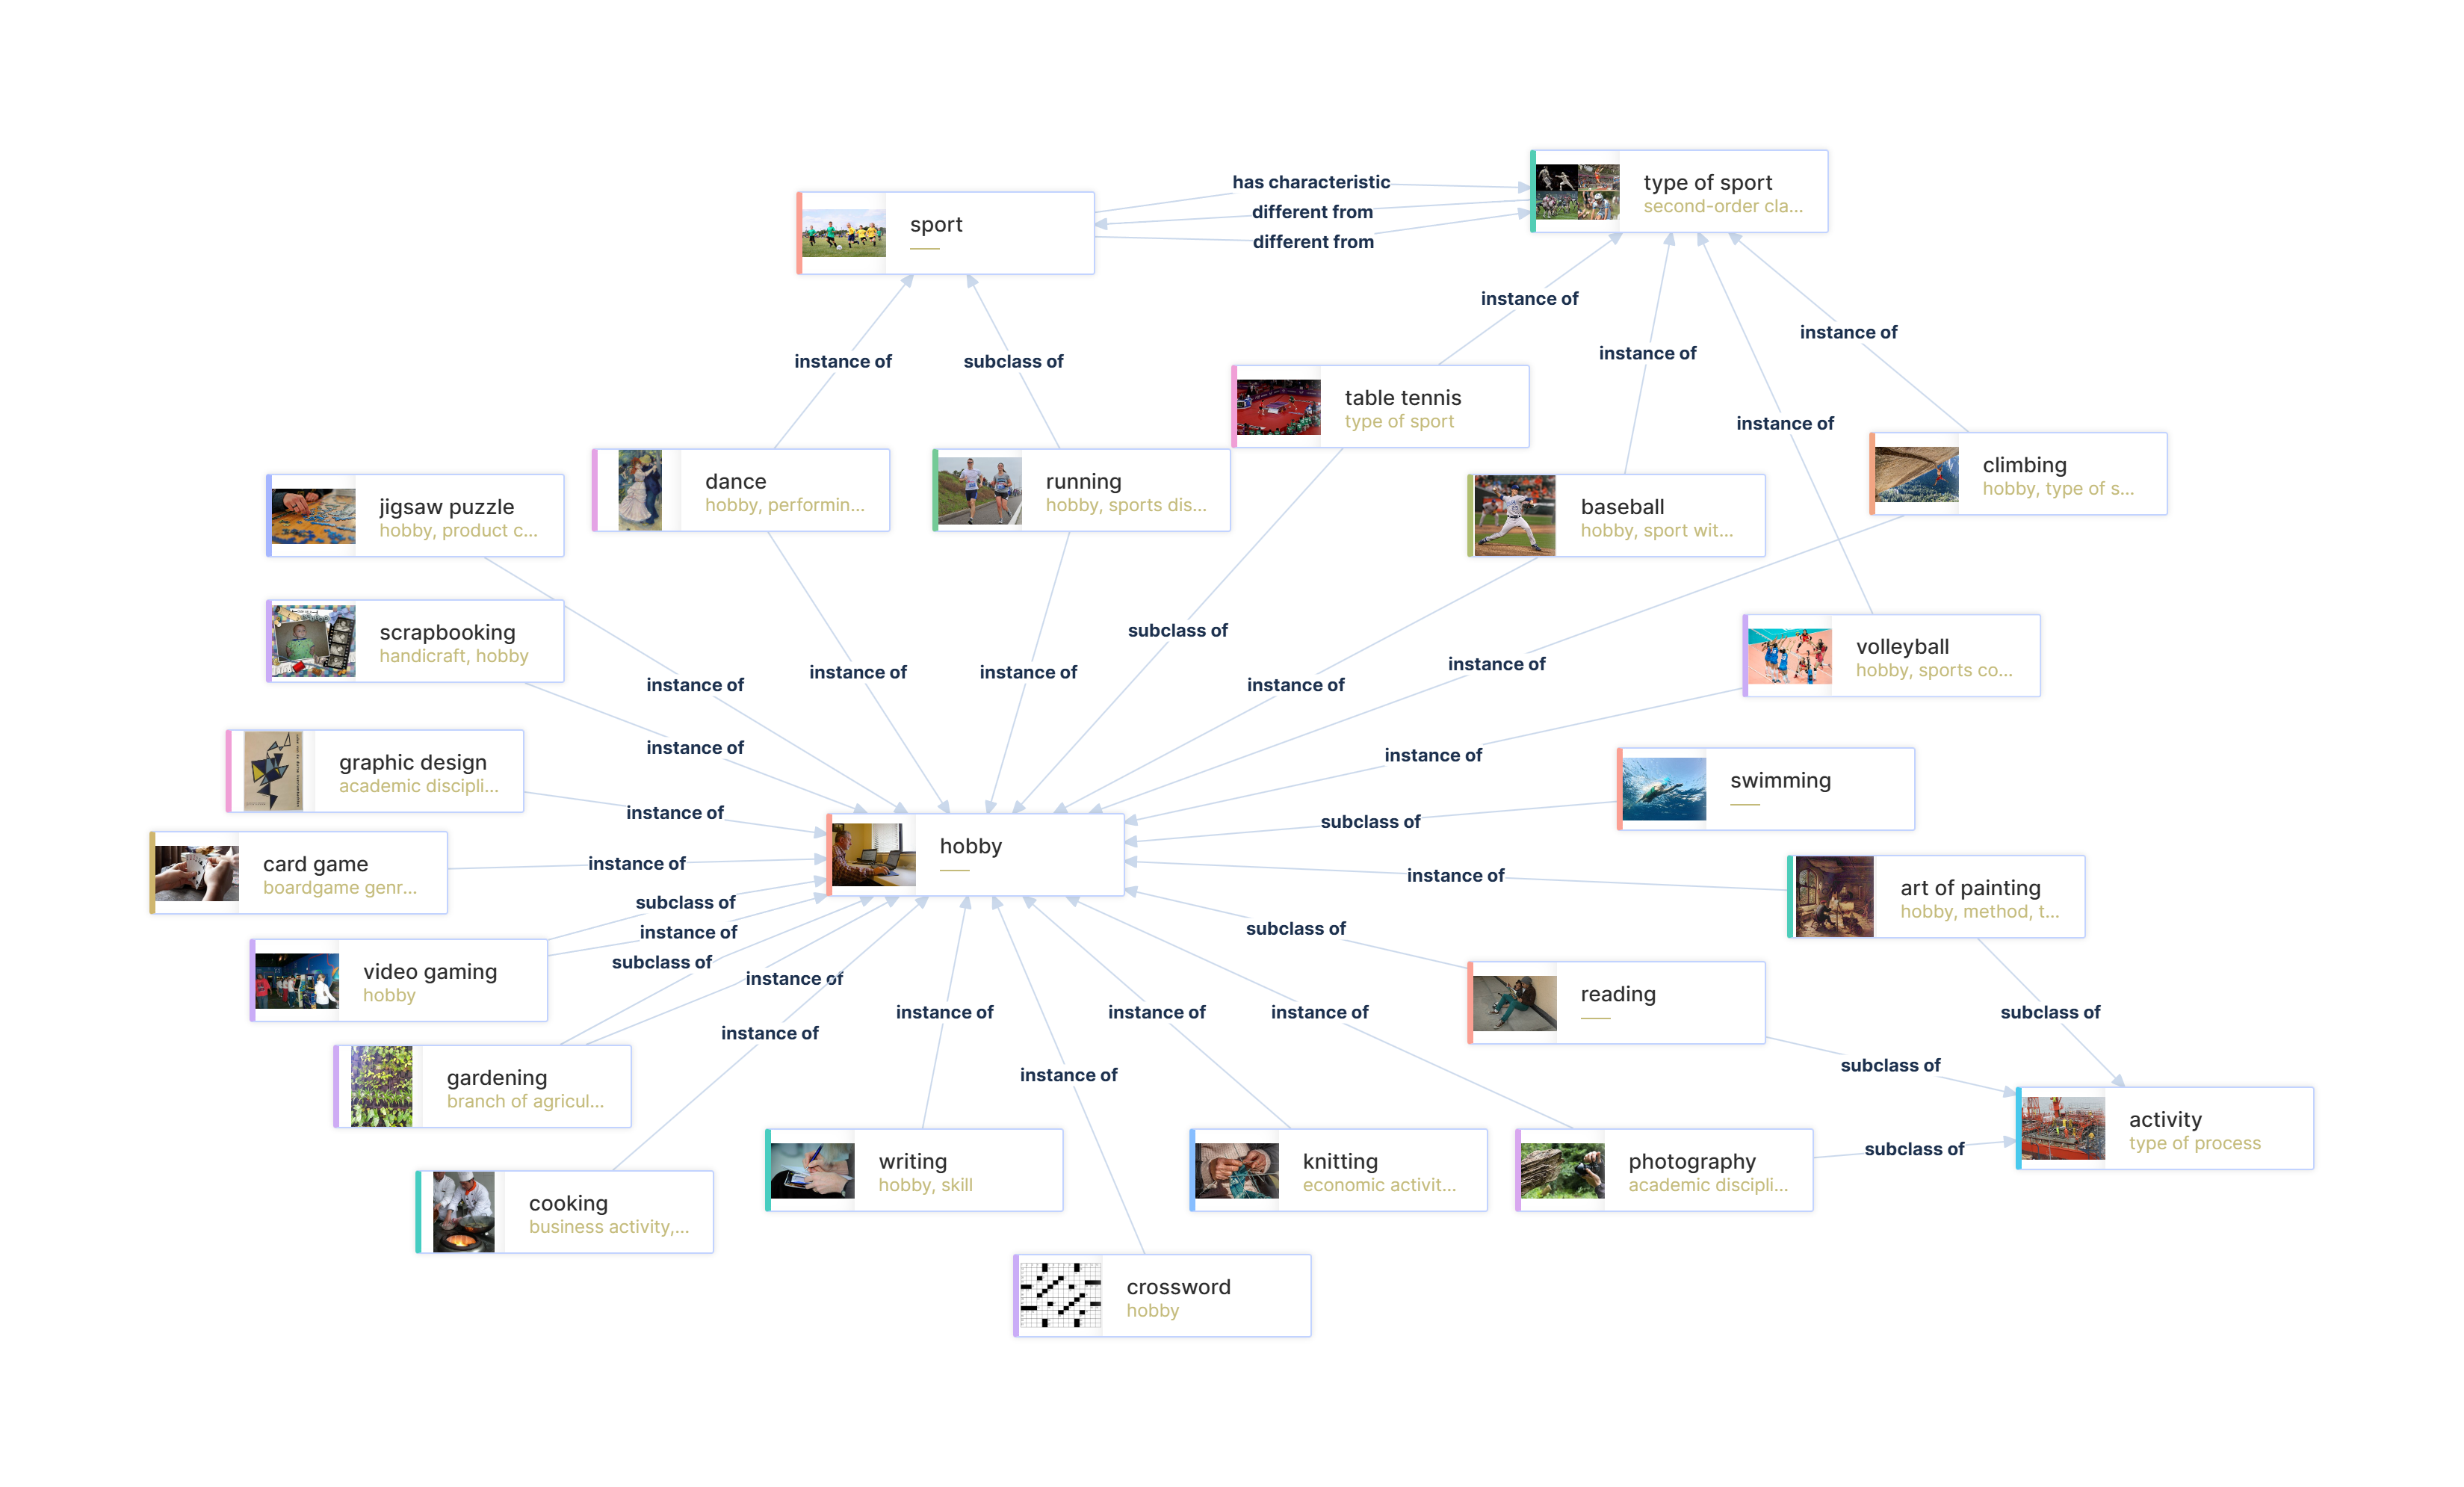 has characteristic
type of sport
second-order cla...
sport
different from
different from
instance of
instance of
instance of
instance of
subclass of
table tennis
type of sport
instance of
climbing
hobby, type of s...
dance
hobby, performin...
running
hobby, sports dis...
jigsaw puzzle
hobby, product c...
baseball
hobby, sport wit...
scrapbooking
handicraft, hobby
subclass of
volleyball
hobby, sports co...
instance of
instance of
instance of
instance of
instance of
instance of
instance of
graphic design
academic discipli...
instance of
swimming
instance of
subclass of
hobby
card game
boardgame genr...
instance of
instance of
art of painting
hobby, method, t...
subclass of
instance of
subclass of
subclass of
video gaming
hobby
instance of
reading
instance of
instance of
instance of
subclass of
instance of
gardening
branch of agricul...
instance of
subclass of
activity
type of process
subclass of
writing
hobby, skill
knitting
economic activit...
photography
academic discipli...
cooking
business activity,...
crossword
hobby